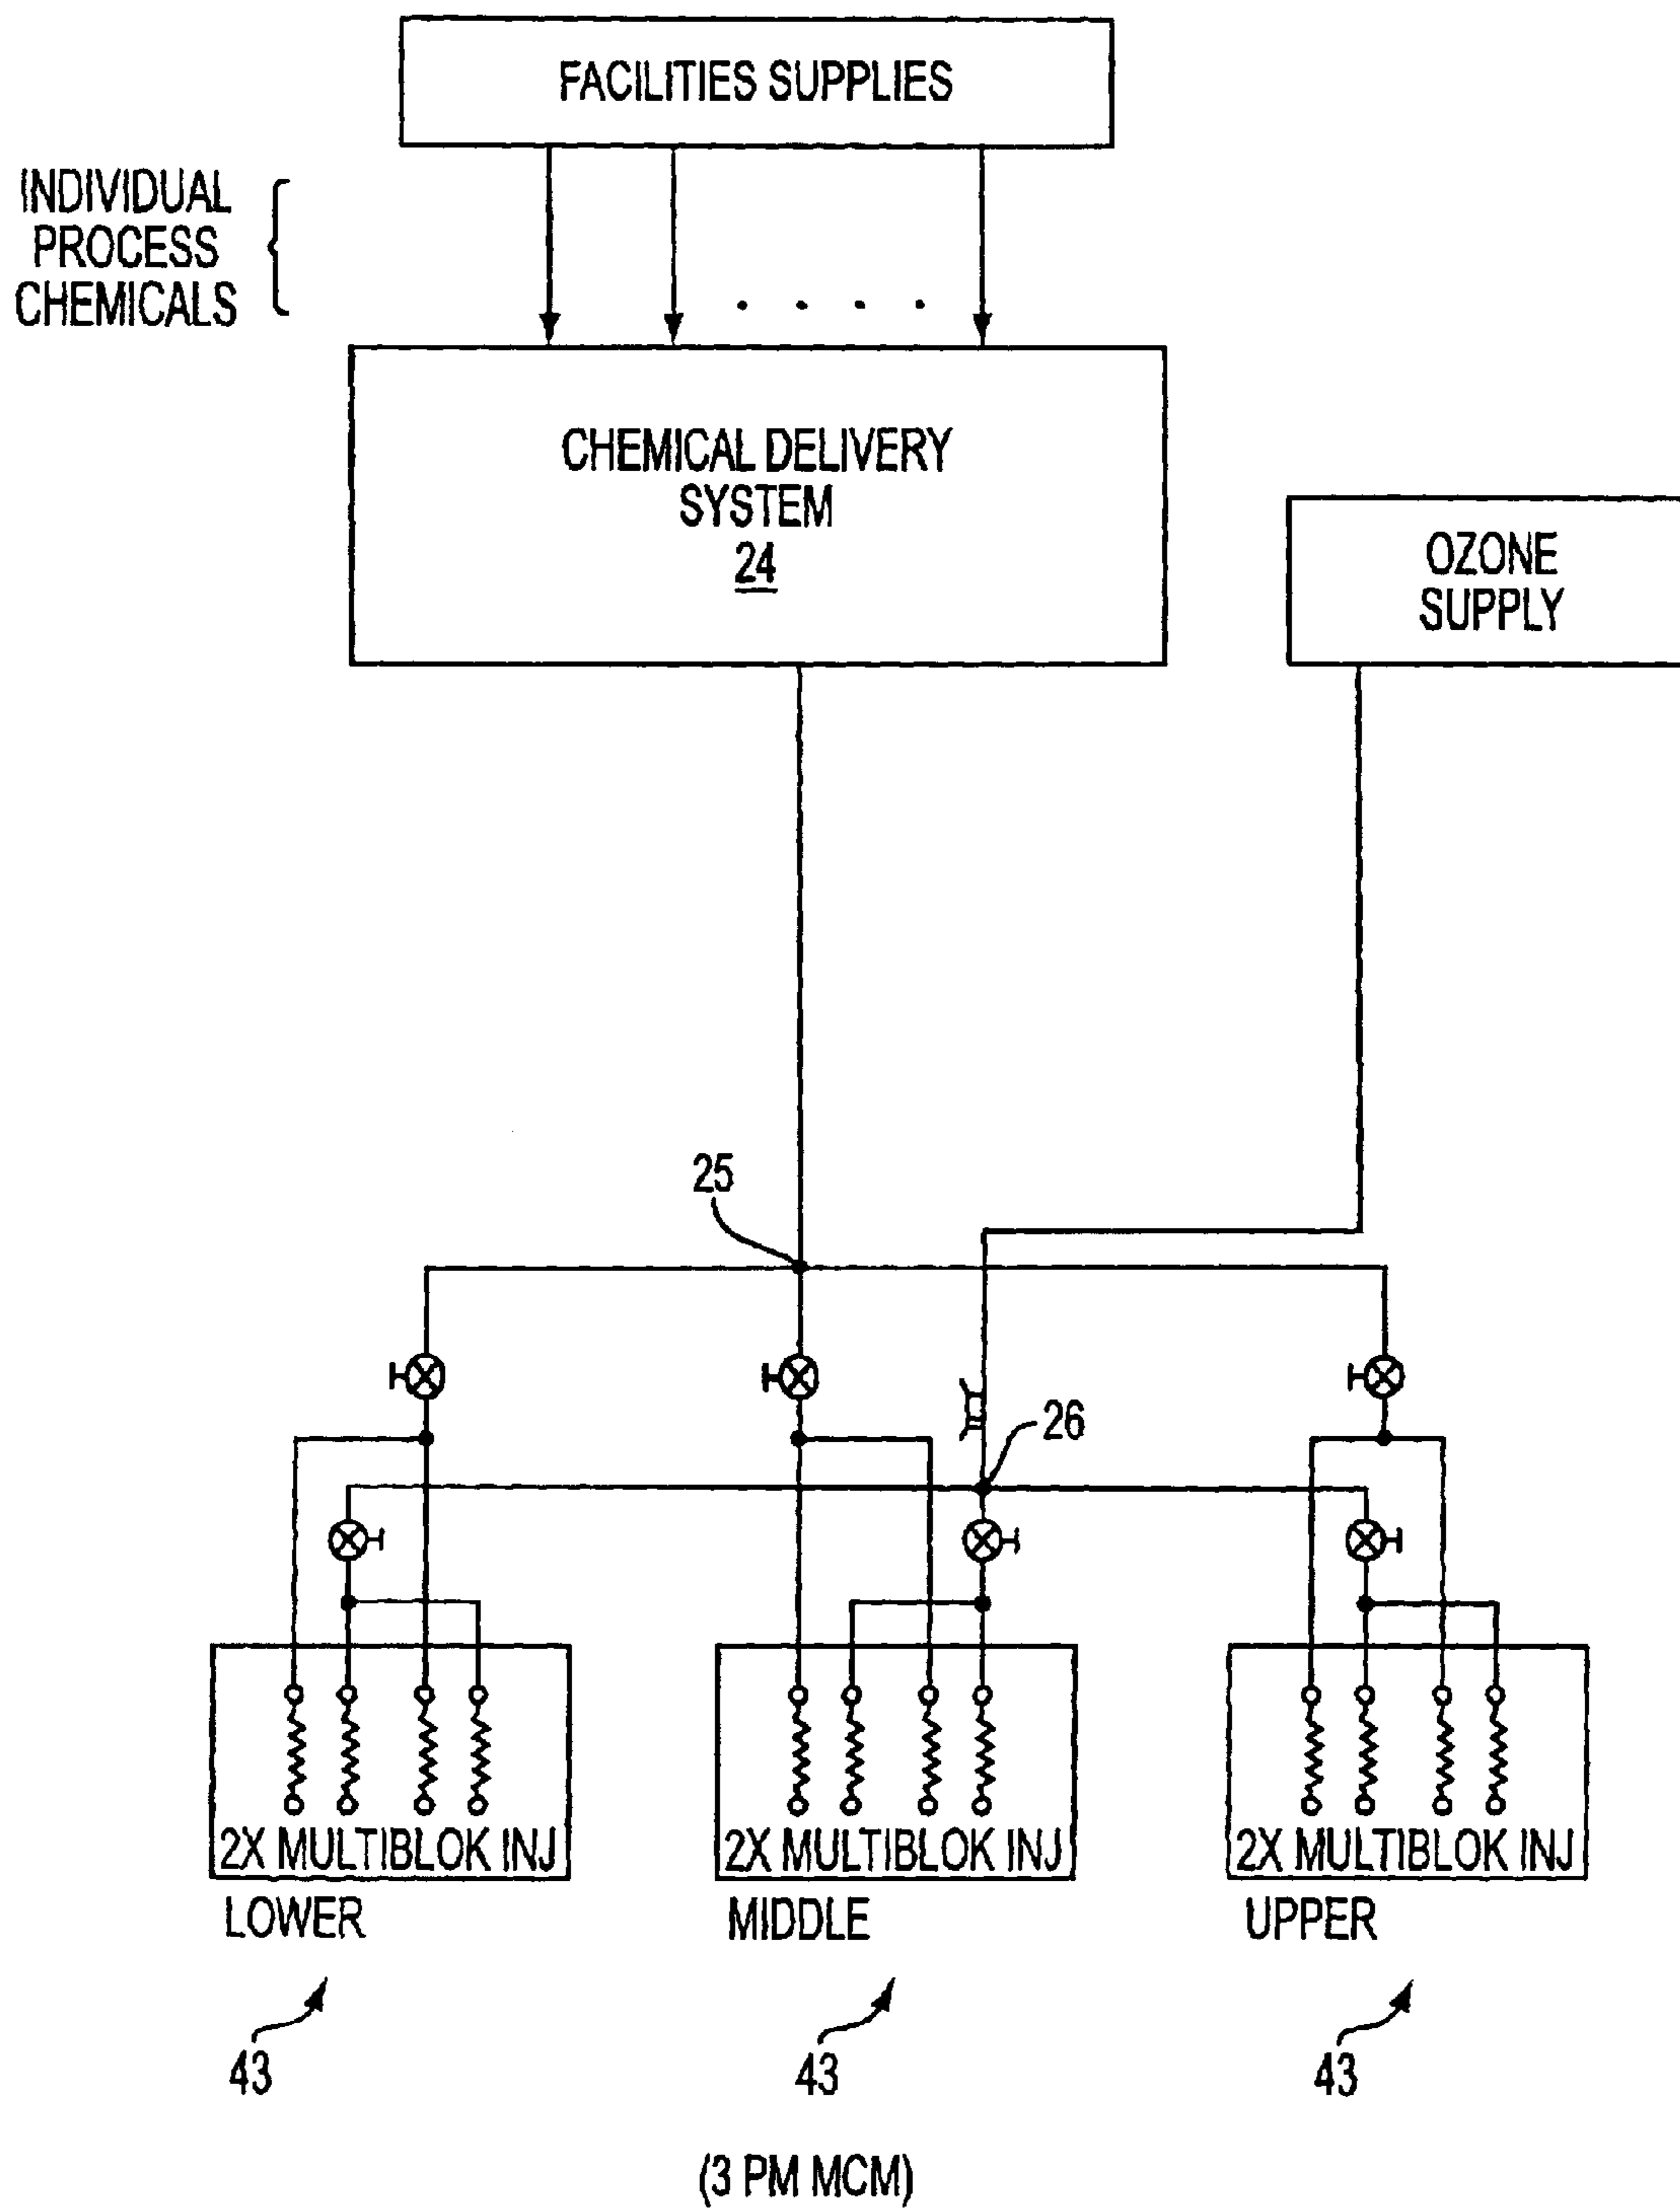 FACILITIES SUPPLIES
INDIVIDUAL
PROCESS
CHEMICALS
CHEMICAL DELIVERY
SYSTEM
24
OZONE
SUPPLY
25
26
2X MULTIBLOK INJ
2X MULTIBLOK INJ
2X MULTIBLOK INJ
LOWER
MIDDLE
UPPER
43
43
43
(3 PM MCM)